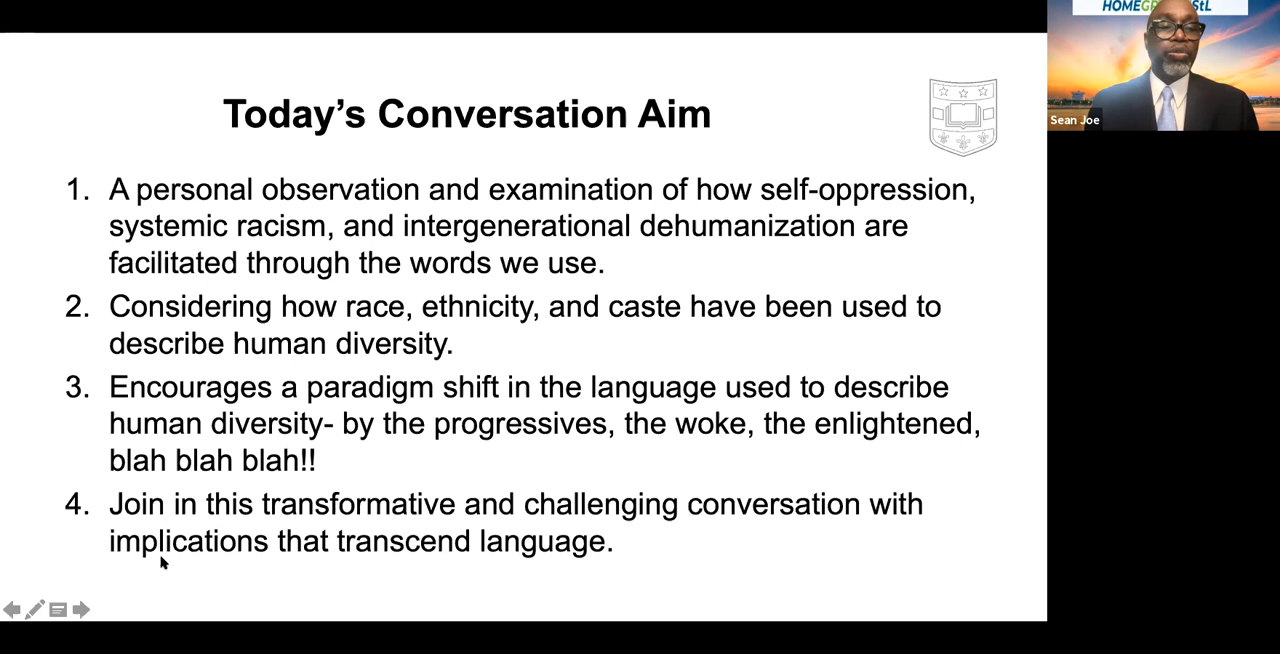 Today’s Conversation Aim
1. A personal observation and examination of how self-oppression,
systemic racism, and intergenerational dehumanization are
facilitated through the words we use.
2. Considering how race, ethnicity, and caste have been used to
describe human diversity.
3. Encourages a paradigm shift in the language used to describe
human diversity- by the progressives, the woke, the enlightened,
blah blah blah!!
4. Join in this transformative and challenging conversation with
implications that transcend language.
Sean Joe